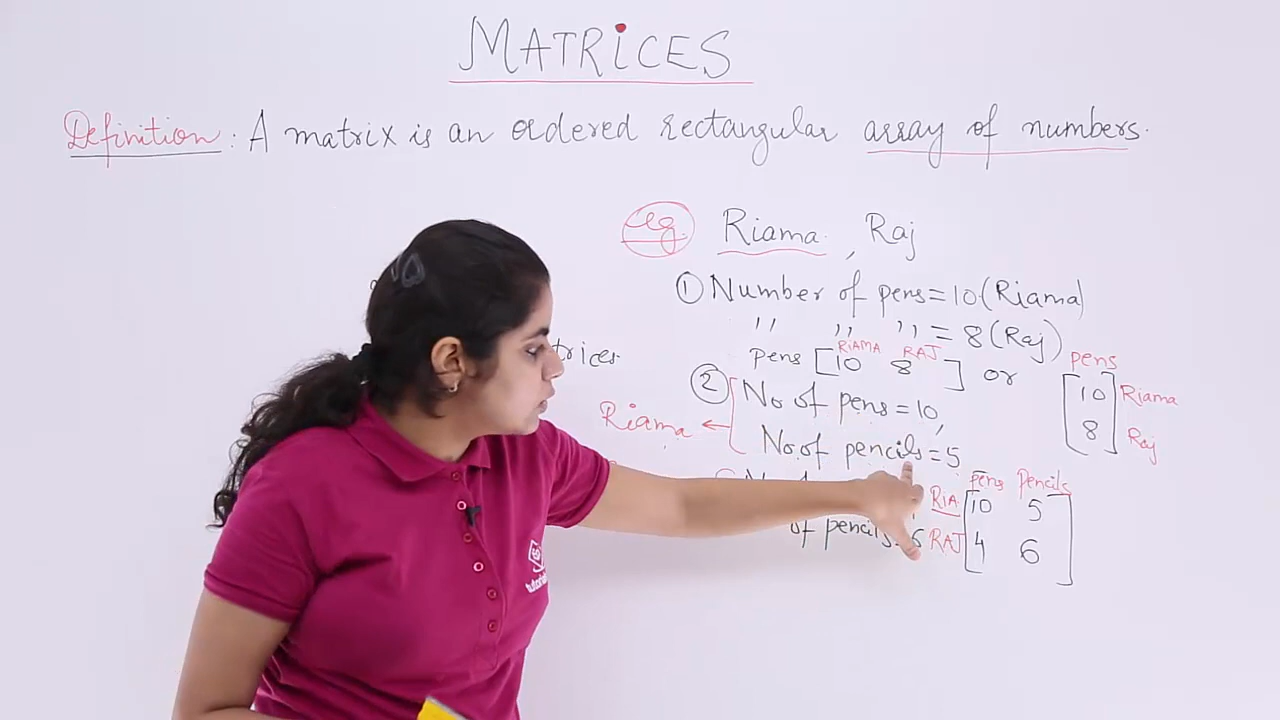 MATRICES
Definition: A matrix is an ordered rectangular array of numbers.
eg. Riama, Raj
① Number of pens = 10 (Riama)
" " " = 8 (Raj)
RIAMA RAJ
pens [10 8] or
pens
[10
8]
Riama
Raj
② No of pens = 10,
No. of pencils = 5
Riama ←
of pencils = 6
pens Pencils
RIA [10 5
RAJ 4 6]